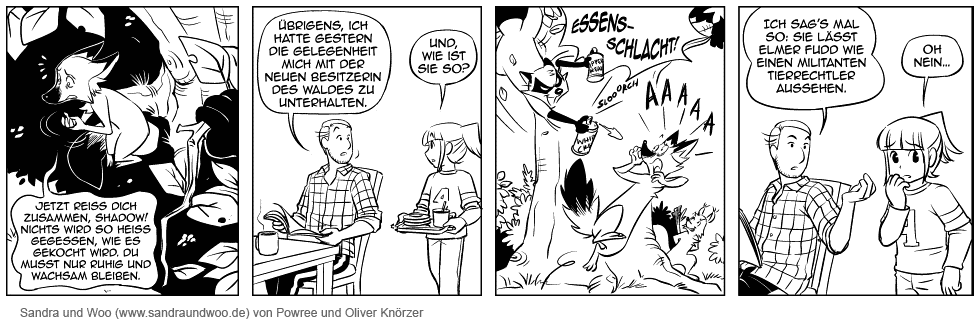 JETZT REISS DICH
ZUSAMMEN, SHADOW!
NICHTS WIRD SO HEISS
GEGESSEN, WIE ES
GEKOCHT WIRD. DU
MUSST NUR RUHIG UND
WACHSAM BLEIBEN.
ÜBRIGENS, ICH
HATTE GESTERN
DIE GELEGENHEIT
MICH MIT DER
NEUEN BESITZERIN
DES WALDES ZU
UNTERHALTEN.
UND,
WIE IST
SIE SO?
4
ESSENS-
SCHLACHT!
SLOOORCH
AAAAA
ICH SAG'S MAL
SO: SIE LÄSST
ELMER FUDD WIE
EINEN MILITANTEN
TIERRECHTLER
AUSSEHEN.
OH
NEIN...
Sandra und Woo (www.sandraundwoo.de) von Powree und Oliver Knörzer